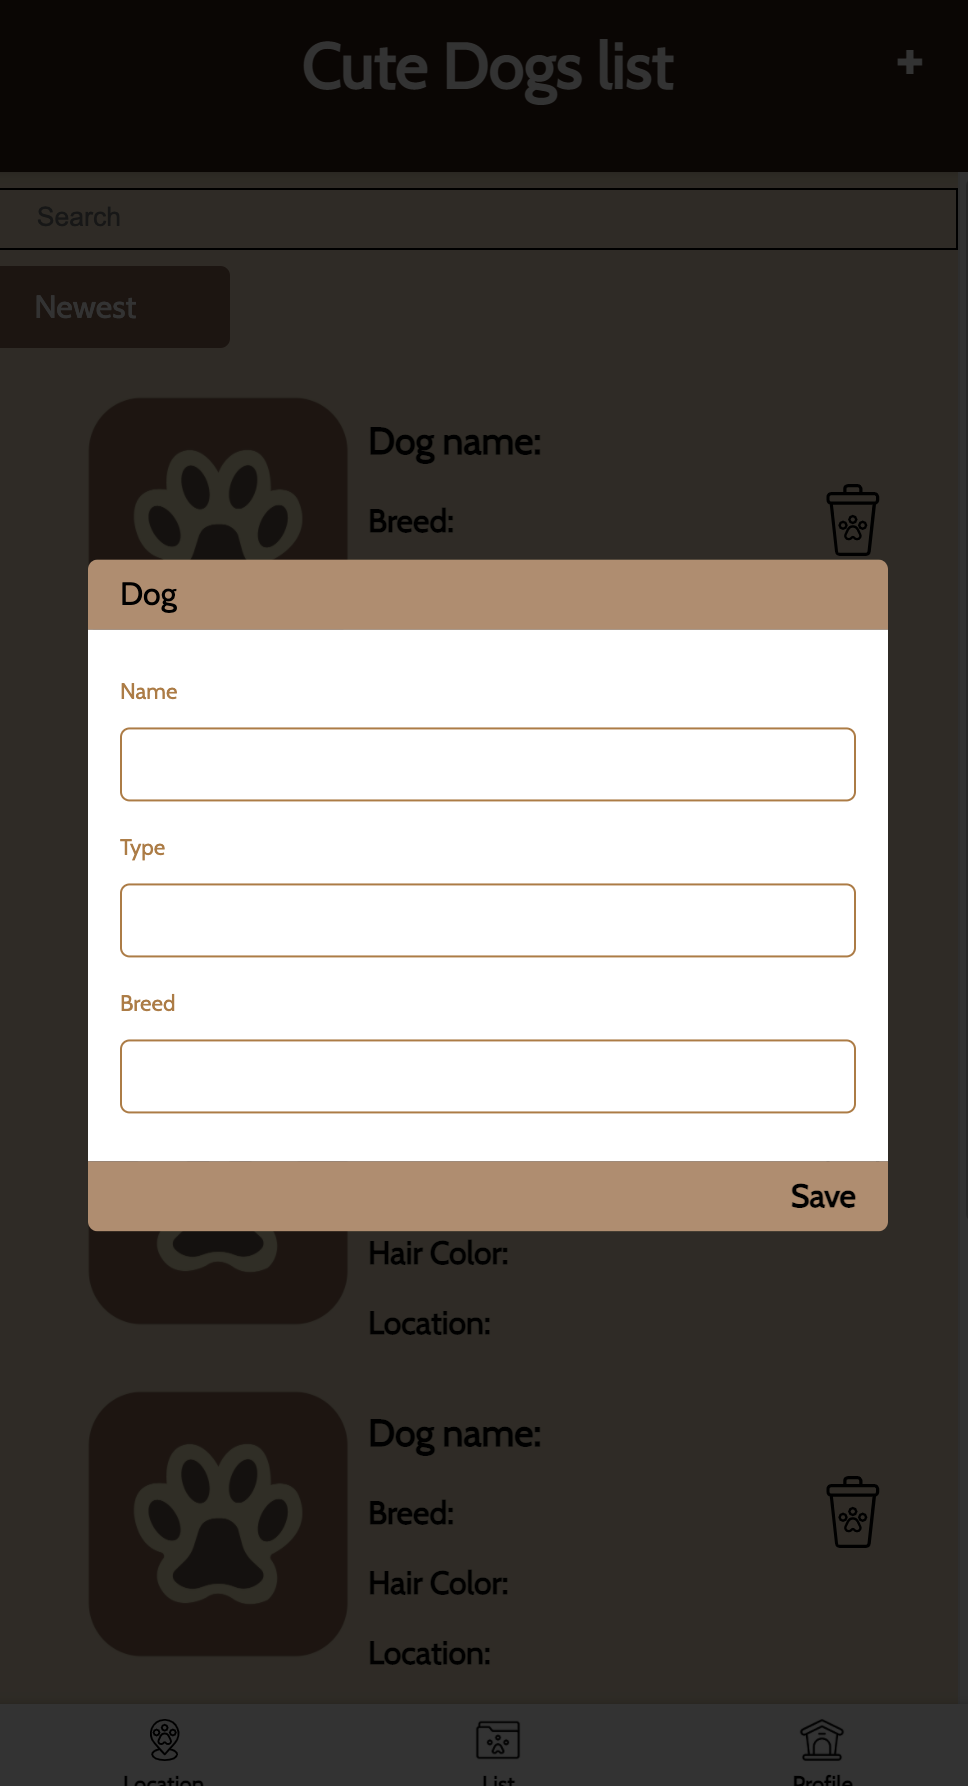 Cute Dogs list
Search
Newest
Dog name:
Breed:
Dog
Name
Type
Breed
Save
Hair Color:
Location:
Dog name:
Breed:
Hair Color:
Location:
Location
List
Profile